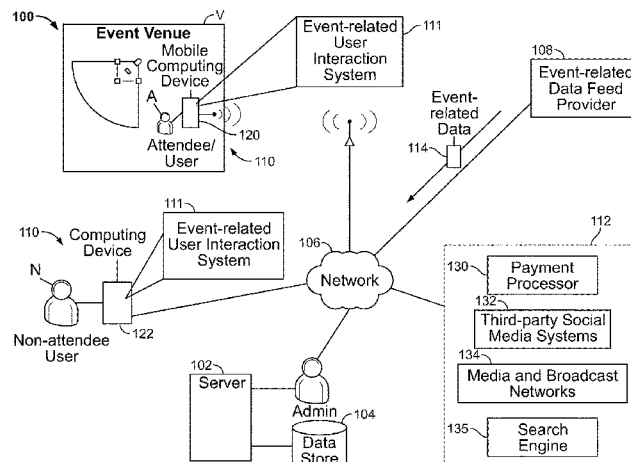 100
Event Venue
V
Mobile
Computing
Device
A
120
Attendee/
User
110
111
Event-related
User Interaction
System
108
Event-related
Data Feed
Provider
Event-related
Data
114
110
Computing
Device
111
Event-related
User Interaction
System
N
122
Non-attendee
User
106
Network
112
130
Payment
Processor
132
Third-party Social
Media Systems
134
Media and Broadcast
Networks
135
Search
Engine
102
Server
Admin
104
Data
Store